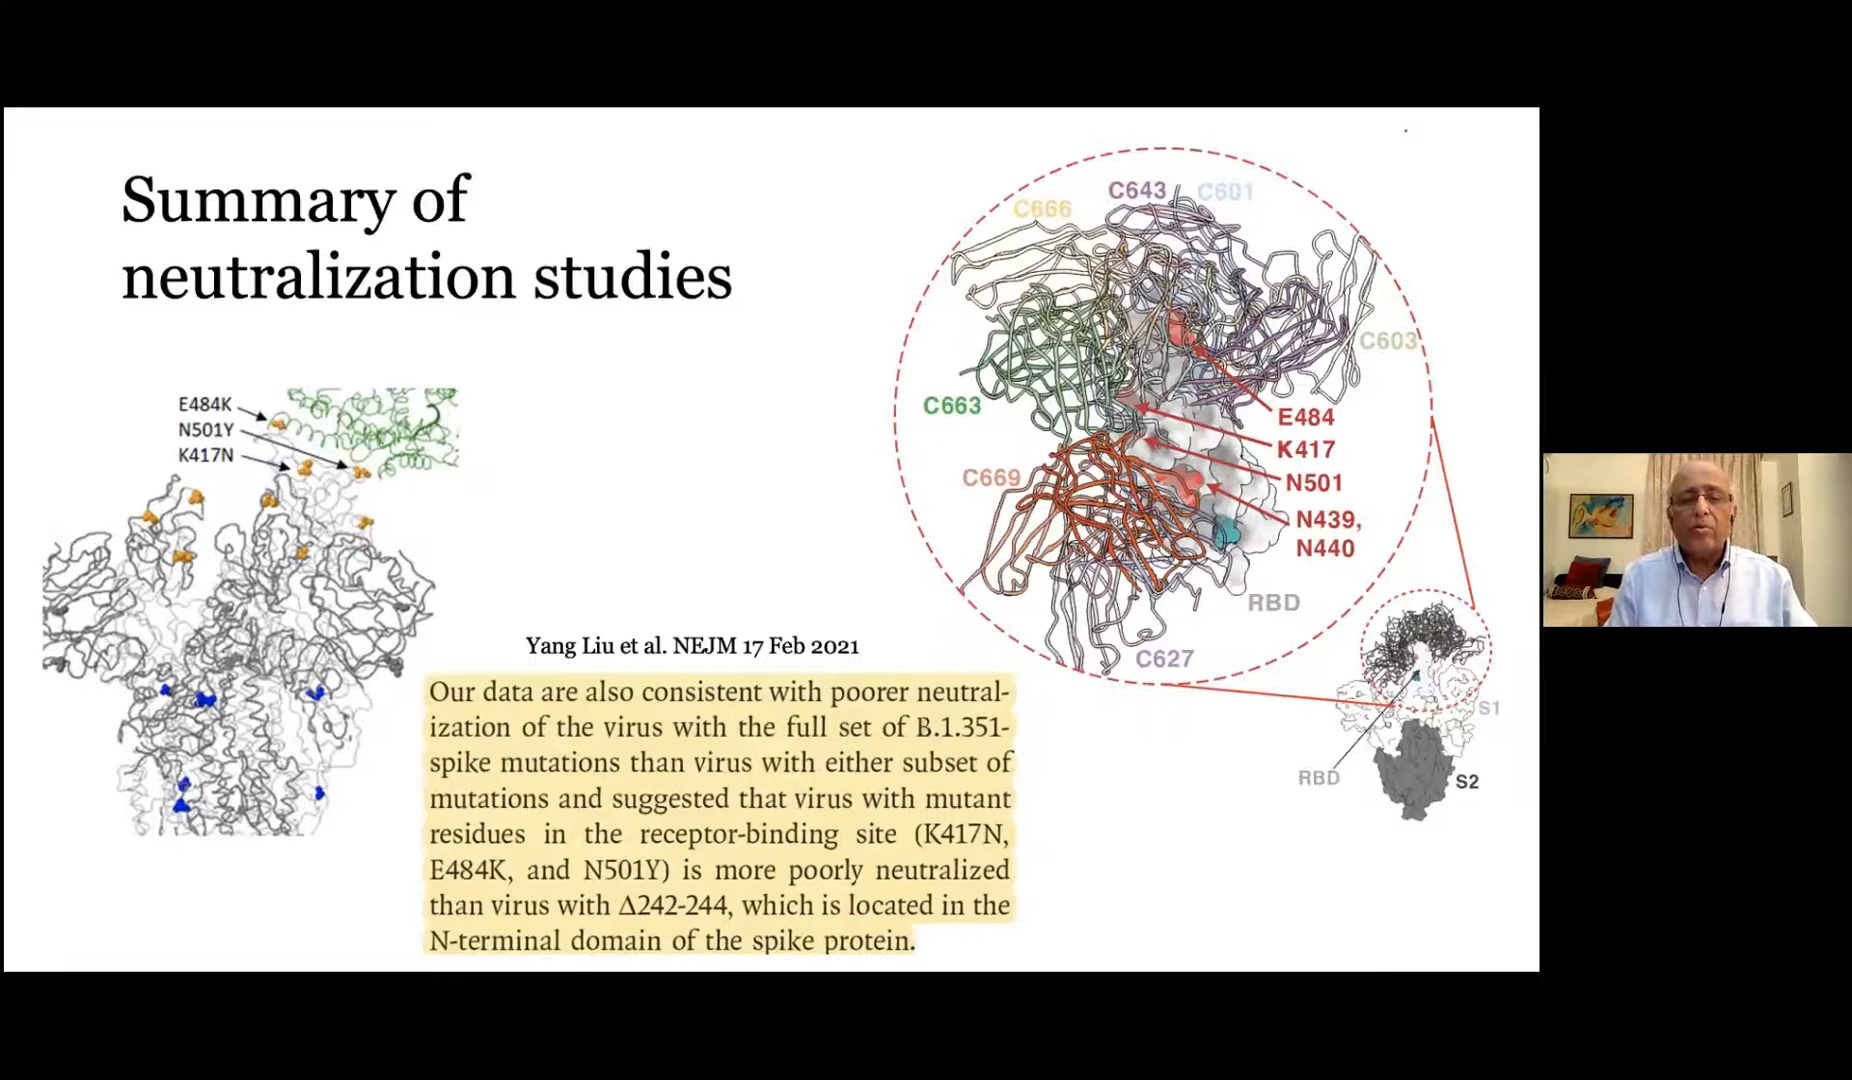 Summary of
neutralization studies
E484K
N501Y
K417N
Yang Liu et al. NEJM 17 Feb 2021
Our data are also consistent with poorer neutral-
ization of the virus with the full set of B.1.351-
spike mutations than virus with either subset of
mutations and suggested that virus with mutant
residues in the receptor-binding site (K417N,
E484K, and N501Y) is more poorly neutralized
than virus with Δ242-244, which is located in the
N-terminal domain of the spike protein.
C643
C601
C666
C603
C663
E484
K417
C669
N501
N439,
N440
RBD
C627
S1
RBD
S2